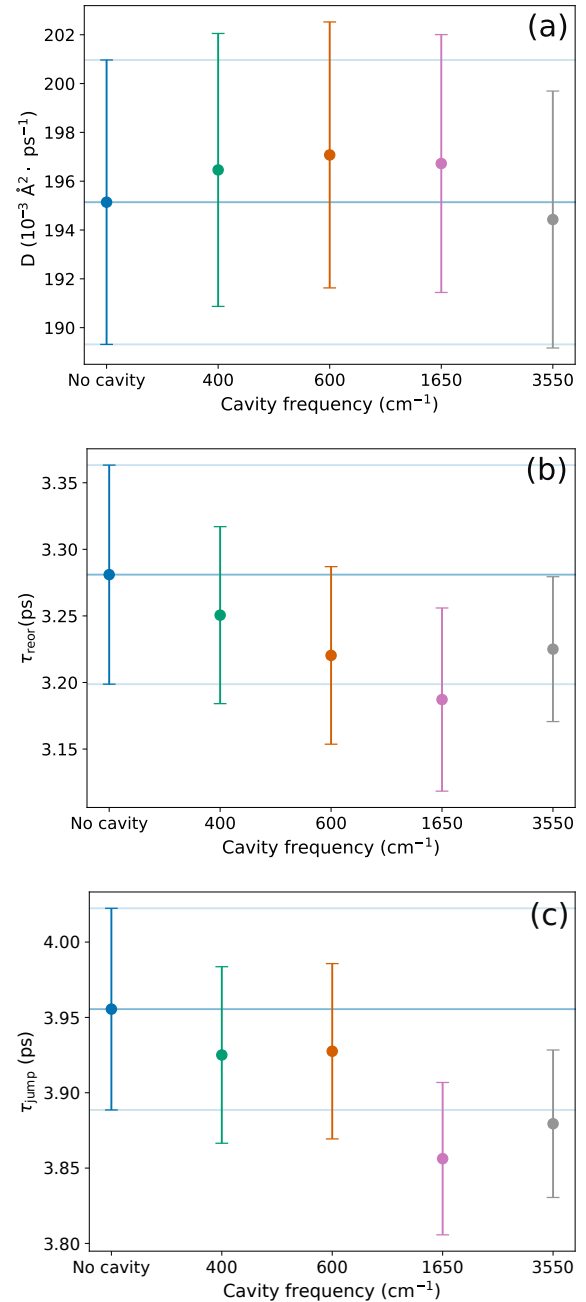 (a)
202
200
198
196
194
192
190
D (10⁻³ Å² · ps⁻¹)
No cavity 400 600 1650 3550
Cavity frequency (cm⁻¹)
(b)
3.35
3.30
3.25
3.20
3.15
τreor(ps)
No cavity 400 600 1650 3550
Cavity frequency (cm⁻¹)
(c)
4.00
3.95
3.90
3.85
3.80
τjump (ps)
No cavity 400 600 1650 3550
Cavity frequency (cm⁻¹)